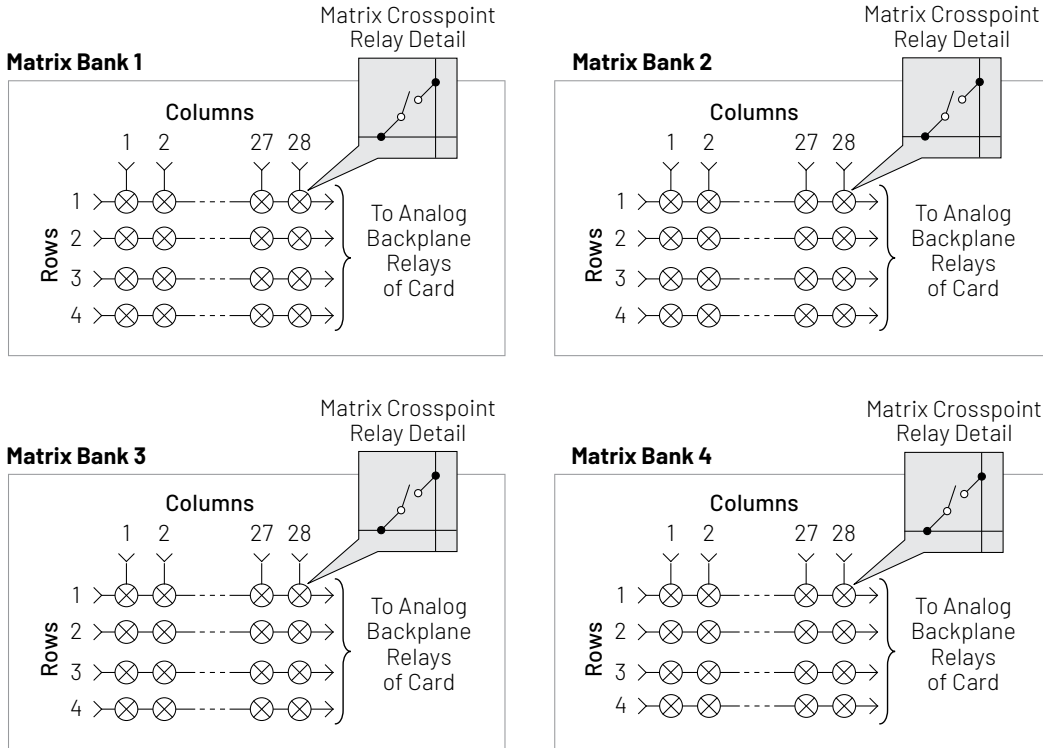 Matrix Crosspoint
Relay Detail
Matrix Bank 1
Columns
1 2 27 28
Rows
1
2
3
4
To Analog
Backplane
Relays
of Card
Matrix Crosspoint
Relay Detail
Matrix Bank 2
Columns
1 2 27 28
Rows
1
2
3
4
To Analog
Backplane
Relays
of Card
Matrix Crosspoint
Relay Detail
Matrix Bank 3
Columns
1 2 27 28
Rows
1
2
3
4
To Analog
Backplane
Relays
of Card
Matrix Crosspoint
Relay Detail
Matrix Bank 4
Columns
1 2 27 28
Rows
1
2
3
4
To Analog
Backplane
Relays
of Card